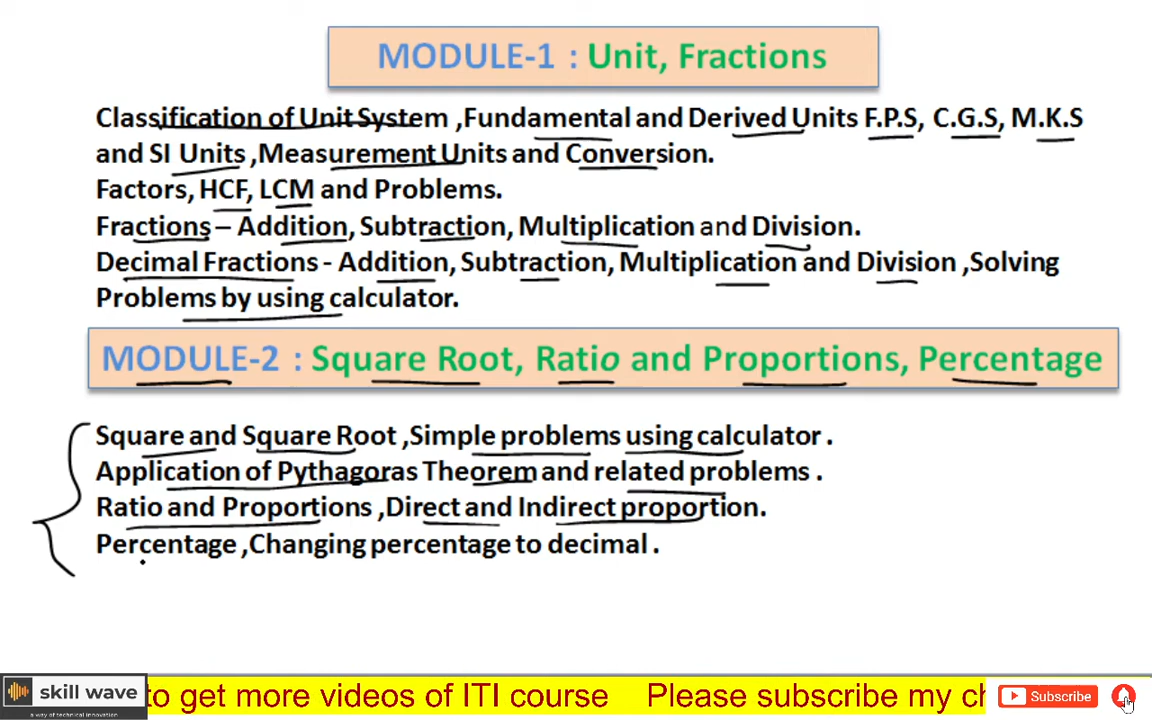 MODULE-1 : Unit, Fractions
Classification of Unit System ,Fundamental and Derived Units F.P.S, C.G.S, M.K.S
and SI Units ,Measurement Units and Conversion.
Factors, HCF, LCM and Problems.
Fractions – Addition, Subtraction, Multiplication and Division.
Decimal Fractions - Addition, Subtraction, Multiplication and Division ,Solving
Problems by using calculator.
MODULE-2 : Square Root, Ratio and Proportions, Percentage
Square and Square Root ,Simple problems using calculator .
Application of Pythagoras Theorem and related problems .
Ratio and Proportions ,Direct and Indirect proportion.
Percentage ,Changing percentage to decimal .
skill wave
a way of technical innovation
to get more videos of ITI course Please subscribe my ch
Subscribe